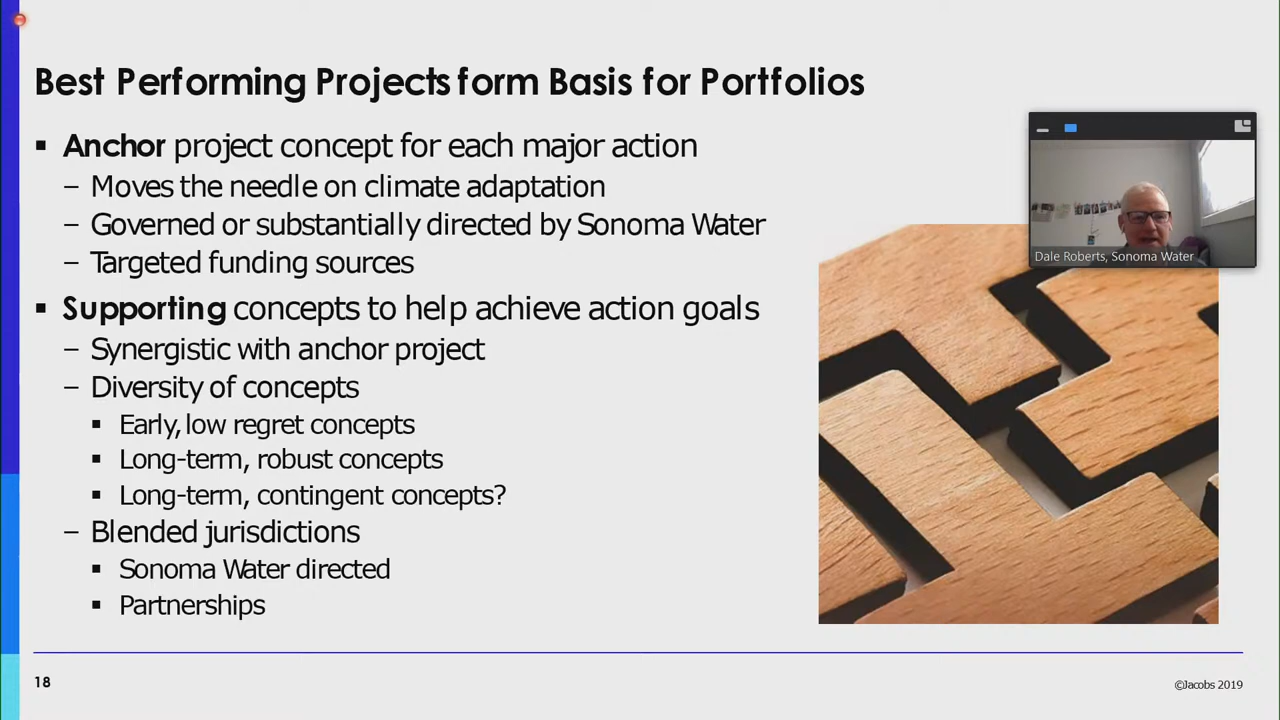 Best Performing Projects form Basis for Portfolios
▪ Anchor project concept for each major action
– Moves the needle on climate adaptation
– Governed or substantially directed by Sonoma Water
– Targeted funding sources
▪ Supporting concepts to help achieve action goals
– Synergistic with anchor project
– Diversity of concepts
▪ Early, low regret concepts
▪ Long-term, robust concepts
▪ Long-term, contingent concepts?
– Blended jurisdictions
▪ Sonoma Water directed
▪ Partnerships
Dale Roberts, Sonoma Water
18
©Jacobs 2019